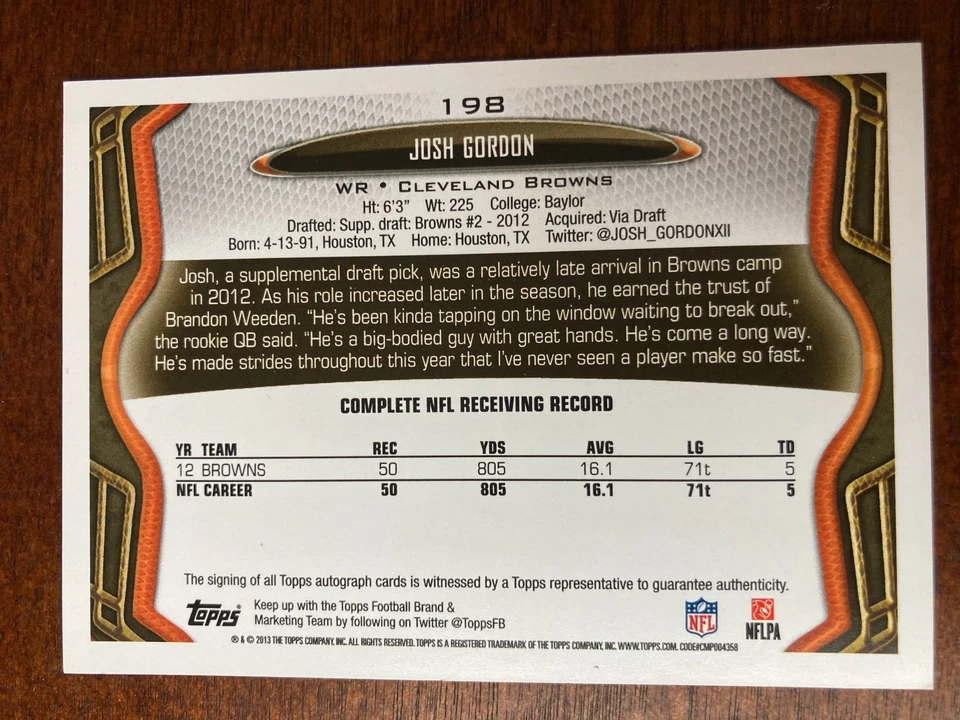 198
JOSH GORDON
WR • CLEVELAND BROWNS
Ht: 6'3" Wt: 225 College: Baylor
Drafted: Supp. draft: Browns #2 - 2012 Acquired: Via Draft
Born: 4-13-91, Houston, TX Home: Houston, TX Twitter: @JOSH_GORDONXII
Josh, a supplemental draft pick, was a relatively late arrival in Browns camp
in 2012. As his role increased later in the season, he earned the trust of
Brandon Weeden. "He's been kinda tapping on the window waiting to break out,"
the rookie QB said. "He's a big-bodied guy with great hands. He's come a long way.
He's made strides throughout this year that I've never seen a player make so fast."
COMPLETE NFL RECEIVING RECORD
YR TEAM REC YDS AVG LG TD
12 BROWNS 50 805 16.1 71t 5
NFL CAREER 50 805 16.1 71t 5
The signing of all Topps autograph cards is witnessed by a Topps representative to guarantee authenticity.
Topps
Keep up with the Topps Football Brand &
Marketing Team by following on Twitter @ToppsFB
NFL
NFLPA
® & © 2013 THE TOPPS COMPANY, INC. ALL RIGHTS RESERVED. TOPPS IS A REGISTERED TRADEMARK OF THE TOPPS COMPANY, INC. WWW.TOPPS.COM. CODE#CMP004358